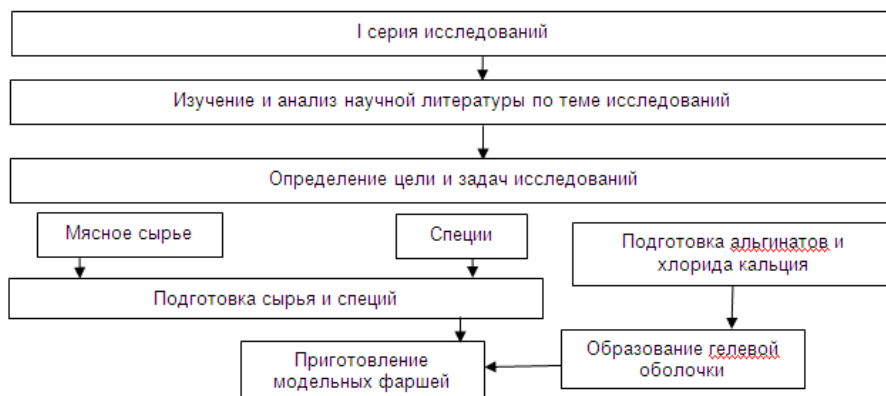 I серия исследований
Изучение и анализ научной литературы по теме исследований
Определение цели и задач исследований
Мясное сырье
Специи
Подготовка альгинатов и
хлорида кальция
Подготовка сырья и специй
Приготовление
модельных фаршей
Образование гелевой
оболочки